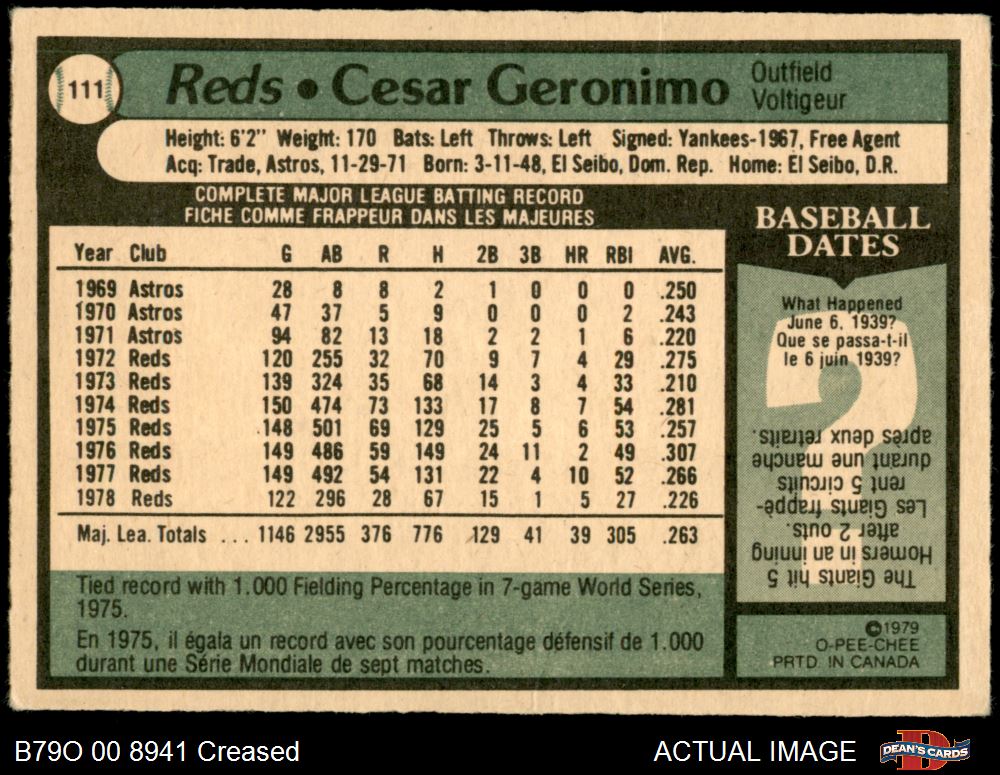 111
Reds • Cesar Geronimo
Outfield
Voltigeur
Height: 6'2" Weight: 170 Bats: Left Throws: Left Signed: Yankees-1967, Free Agent
Acq: Trade, Astros, 11-29-71 Born: 3-11-48, El Seibo, Dom. Rep. Home: El Seibo, D.R.
COMPLETE MAJOR LEAGUE BATTING RECORD
FICHE COMME FRAPPEUR DANS LES MAJEURES
Year Club G AB R H 2B 3B HR RBI AVG.
1969 Astros 28 8 8 2 1 0 0 0 .250
1970 Astros 47 37 5 9 0 0 0 2 .243
1971 Astros 94 82 13 18 2 2 1 6 .220
1972 Reds 120 255 32 70 9 7 4 29 .275
1973 Reds 139 324 35 68 14 3 4 33 .210
1974 Reds 150 474 73 133 17 8 7 54 .281
1975 Reds 148 501 69 129 25 5 6 53 .257
1976 Reds 149 486 59 149 24 11 2 49 .307
1977 Reds 149 492 54 131 22 4 10 52 .266
1978 Reds 122 296 28 67 15 1 5 27 .226
Maj. Lea. Totals ... 1146 2955 376 776 129 41 39 305 .263
Tied record with 1.000 Fielding Percentage in 7-game World Series,
1975.
En 1975, il égala un record avec son pourcentage défensif de 1.000
durant une Série Mondiale de sept matches.
BASEBALL
DATES
What Happened
June 6, 1939?
Que se passa-t-il
le 6 juin 1939?
The Giants hit 5
Homers in an inning
after 2 outs.
Les Giants frappè-
rent 5 circuits
durant une manche
après deux retraits.
©1979
O-PEE-CHEE
PRTD. IN CANADA
B79O 00 8941 Creased
ACTUAL IMAGE
D
DEAN'S CARDS